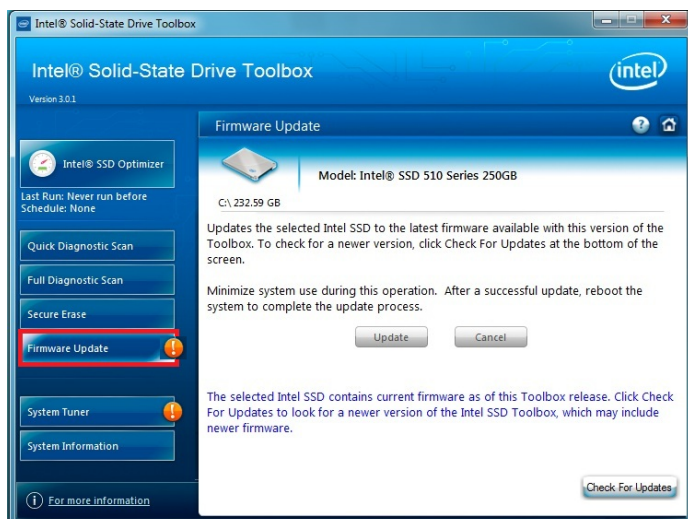 Intel® Solid-State Drive Toolbox
Intel® Solid-State Drive Toolbox
Version 3.0.1
intel
Firmware Update
?
Intel® SSD Optimizer
Last Run: Never run before
Schedule: None
Quick Diagnostic Scan
Full Diagnostic Scan
Secure Erase
Firmware Update
!
System Tuner
!
System Information
i For more information
Model: Intel® SSD 510 Series 250GB
C:\ 232.59 GB
Updates the selected Intel SSD to the latest firmware available with this version of the
Toolbox. To check for a newer version, click Check For Updates at the bottom of the
screen.
Minimize system use during this operation. After a successful update, reboot the
system to complete the update process.
Update
Cancel
The selected Intel SSD contains current firmware as of this Toolbox release. Click Check
For Updates to look for a newer version of the Intel SSD Toolbox, which may include
newer firmware.
Check For Updates